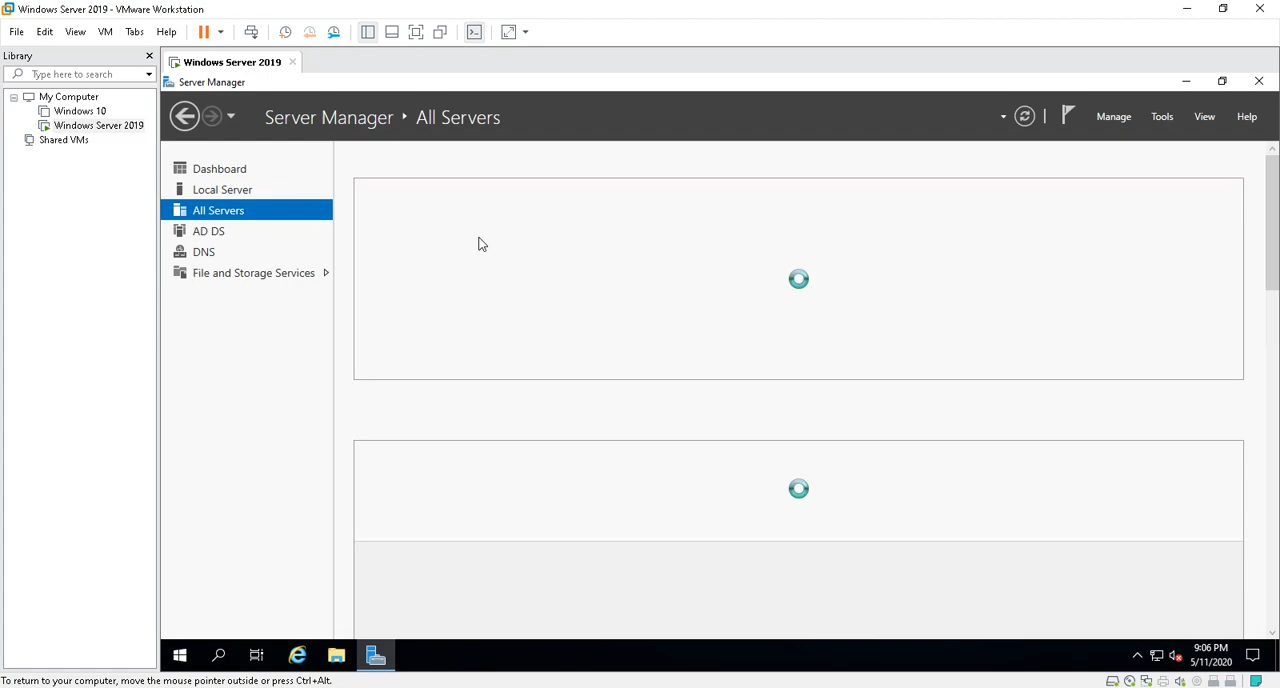 Windows Server 2019 - VMware Workstation
File Edit View VM Tabs Help
Library
Type here to search
My Computer
Windows 10
Windows Server 2019
Shared VMs
Windows Server 2019
Server Manager
Server Manager All Servers
Manage Tools View Help
Dashboard
Local Server
All Servers
AD DS
DNS
File and Storage Services
9:06 PM
5/11/2020
To return to your computer, move the mouse pointer outside or press Ctrl+Alt.